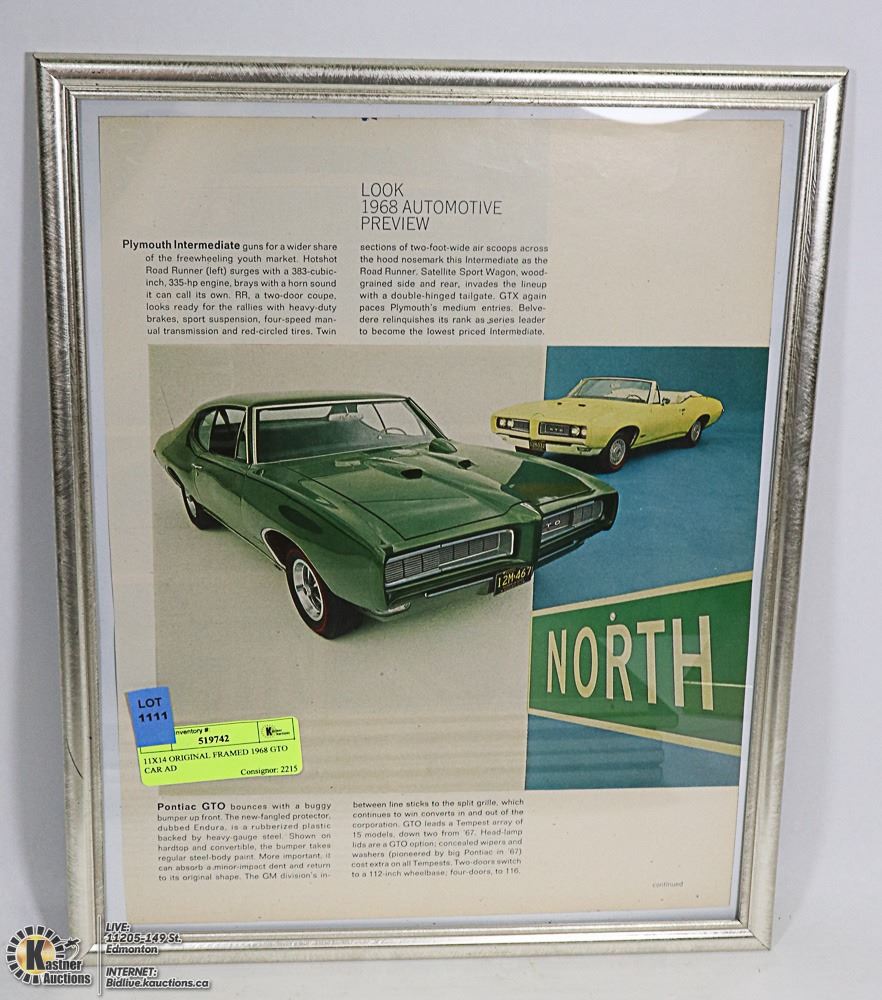 LOOK
1968 AUTOMOTIVE
PREVIEW
Plymouth Intermediate guns for a wider share
of the freewheeling youth market. Hotshot
Road Runner (left) surges with a 383-cubic-
inch, 335-hp engine, brays with a horn sound
it can call its own. RR, a two-door coupe,
looks ready for the rallies with heavy-duty
brakes, sport suspension, four-speed man-
ual transmission and red-circled tires. Twin
sections of two-foot-wide air scoops across
the hood nosemark this Intermediate as the
Road Runner. Satellite Sport Wagon, wood-
grained side and rear, invades the lineup
with a double-hinged tailgate. GTX again
paces Plymouth's medium entries. Belve-
dere relinquishes its rank as series leader
to become the lowest priced Intermediate.
GTO
T O
12M·467
NORTH
LOT
1111
nventory #
519742
Kastner
Auctions
11X14 ORIGINAL FRAMED 1968 GTO
CAR AD
Consignor: 2215
Pontiac GTO bounces with a buggy
bumper up front. The new-fangled protector,
dubbed Endura, is a rubberized plastic
backed by heavy-gauge steel. Shown on
hardtop and convertible, the bumper takes
regular steel-body paint. More important, it
can absorb a minor-impact dent and return
to its original shape. The GM division's in-
between line sticks to the split grille, which
continues to win converts in and out of the
corporation. GTO leads a Tempest array of
15 models, down two from '67. Head-lamp
lids are a GTO option; concealed wipers and
washers (pioneered by big Pontiac in '67)
cost extra on all Tempests. Two-doors switch
to a 112-inch wheelbase; four-doors, to 116.
continued
Kastner
Auctions
LIVE:
11205-149 St.
Edmonton
INTERNET:
Bidlive.kauctions.ca